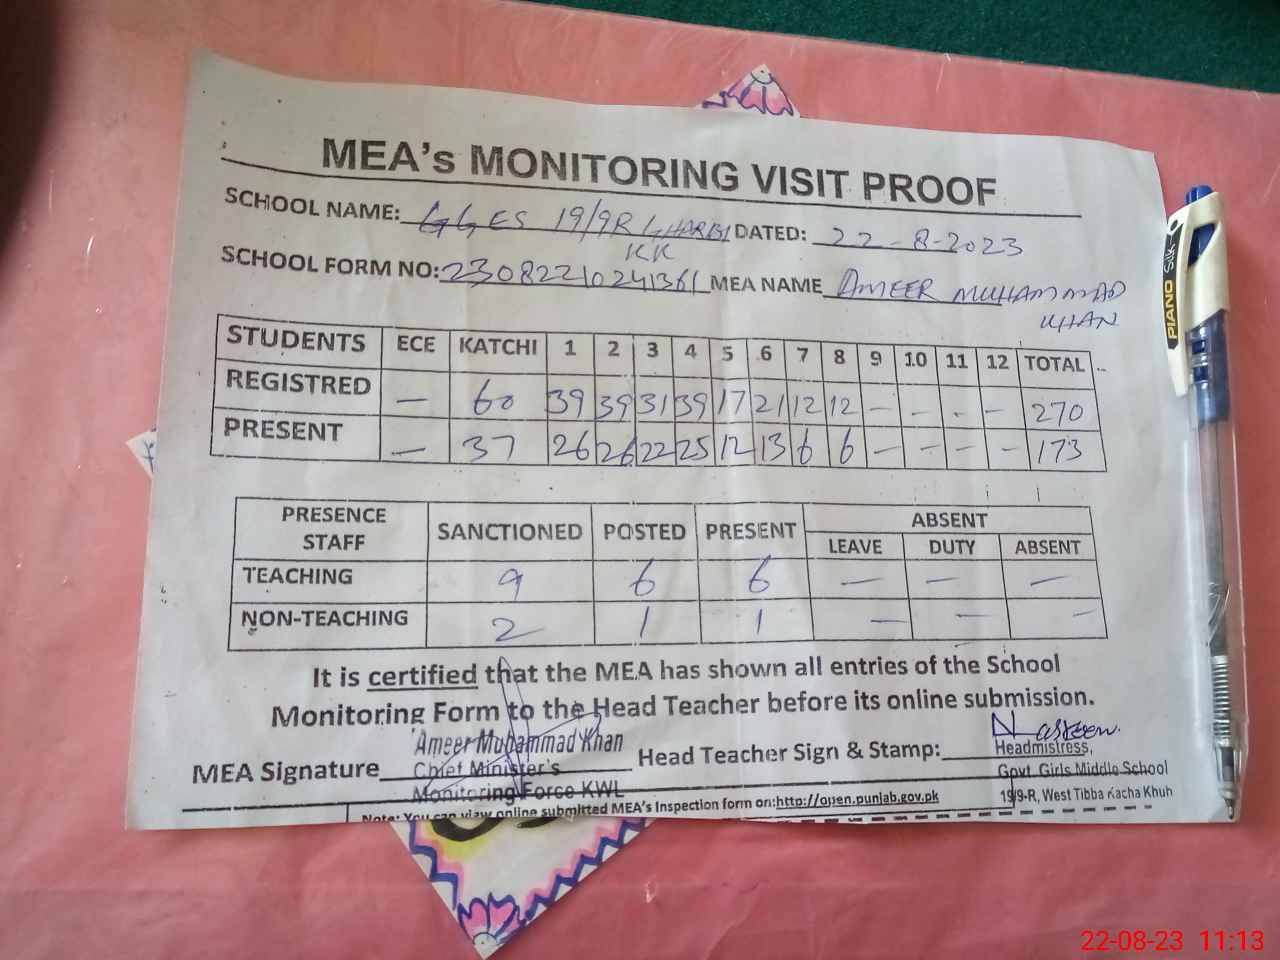 MEA's MONITORING VISIT PROOF
SCHOOL NAME: GGES 19/9R GHARBI KK DATED: 22-8-2023
SCHOOL FORM NO: 23082210241361 MEA NAME AMEER MUHAMMAD KHAN
STUDENTS ECE KATCHI 1 2 3 4 5 6 7 8 9 10 11 12 TOTAL
REGISTRED — 60 39 39 31 39 17 21 12 12 - - - - 270
PRESENT — 37 26 26 22 25 12 13 6 6 - - - - 173
PRESENCE STAFF SANCTIONED POSTED PRESENT ABSENT
LEAVE DUTY ABSENT
TEACHING 9 6 6 — — —
NON-TEACHING 2 1 1 — — —
It is certified that the MEA has shown all entries of the School
Monitoring Form to the Head Teacher before its online submission.
MEA Signature Ameer Muhammad Khan
Chief Minister's
Monitoring Force KWL
Head Teacher Sign & Stamp: Nasreen
Headmistress,
Govt. Girls Middle School
19/9-R, West Tibba Kacha Khuh
Note: You can view online submitted MEA's Inspection form on:http://open.punjab.gov.pk
PIANO Silk
22-08-23 11:13